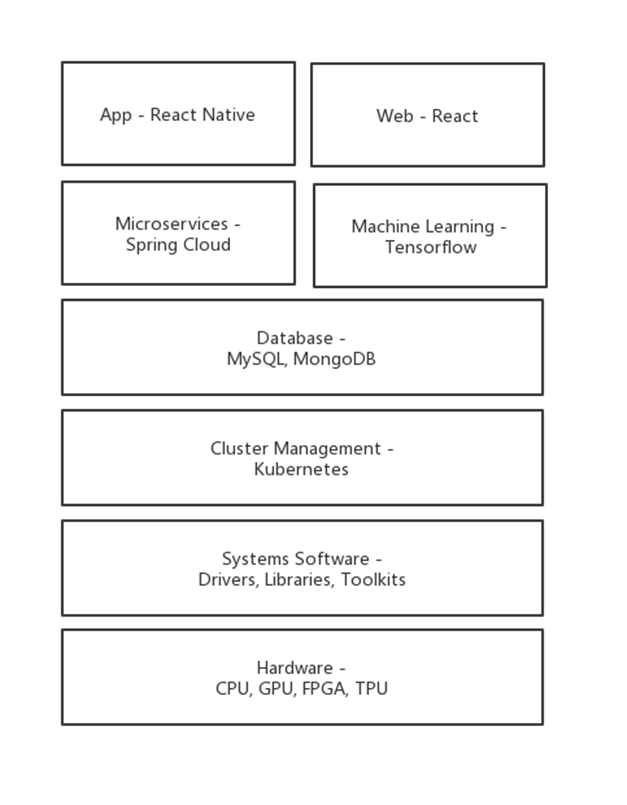 App - React Native
Web - React
Microservices -
Spring Cloud
Machine Learning -
Tensorflow
Database -
MySQL, MongoDB
Cluster Management -
Kubernetes
Systems Software -
Drivers, Libraries, Toolkits
Hardware -
CPU, GPU, FPGA, TPU